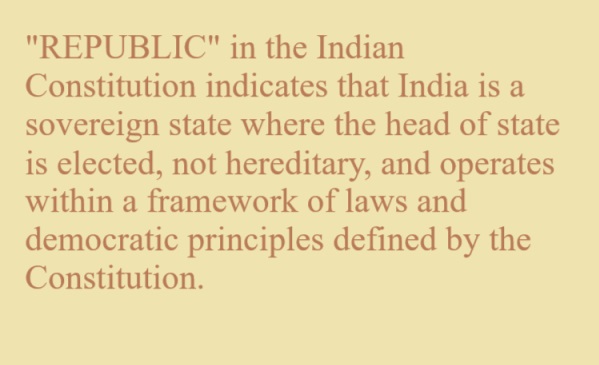 "REPUBLIC" in the Indian
Constitution indicates that India is a
sovereign state where the head of state
is elected, not hereditary, and operates
within a framework of laws and
democratic principles defined by the
Constitution.